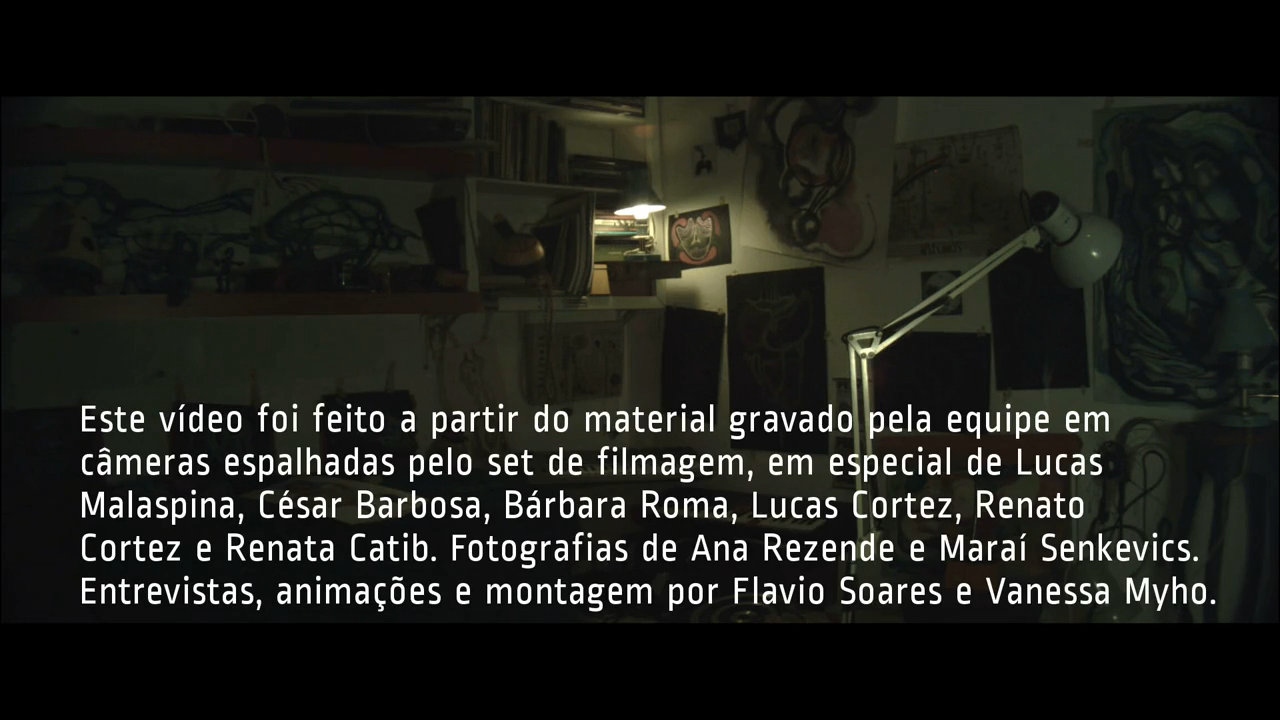 Este vídeo foi feito a partir do material gravado pela equipe em
câmeras espalhadas pelo set de filmagem, em especial de Lucas
Malaspina, César Barbosa, Bárbara Roma, Lucas Cortez, Renato
Cortez e Renata Catib. Fotografias de Ana Rezende e Maraí Senkevics.
Entrevistas, animações e montagem por Flavio Soares e Vanessa Myho.